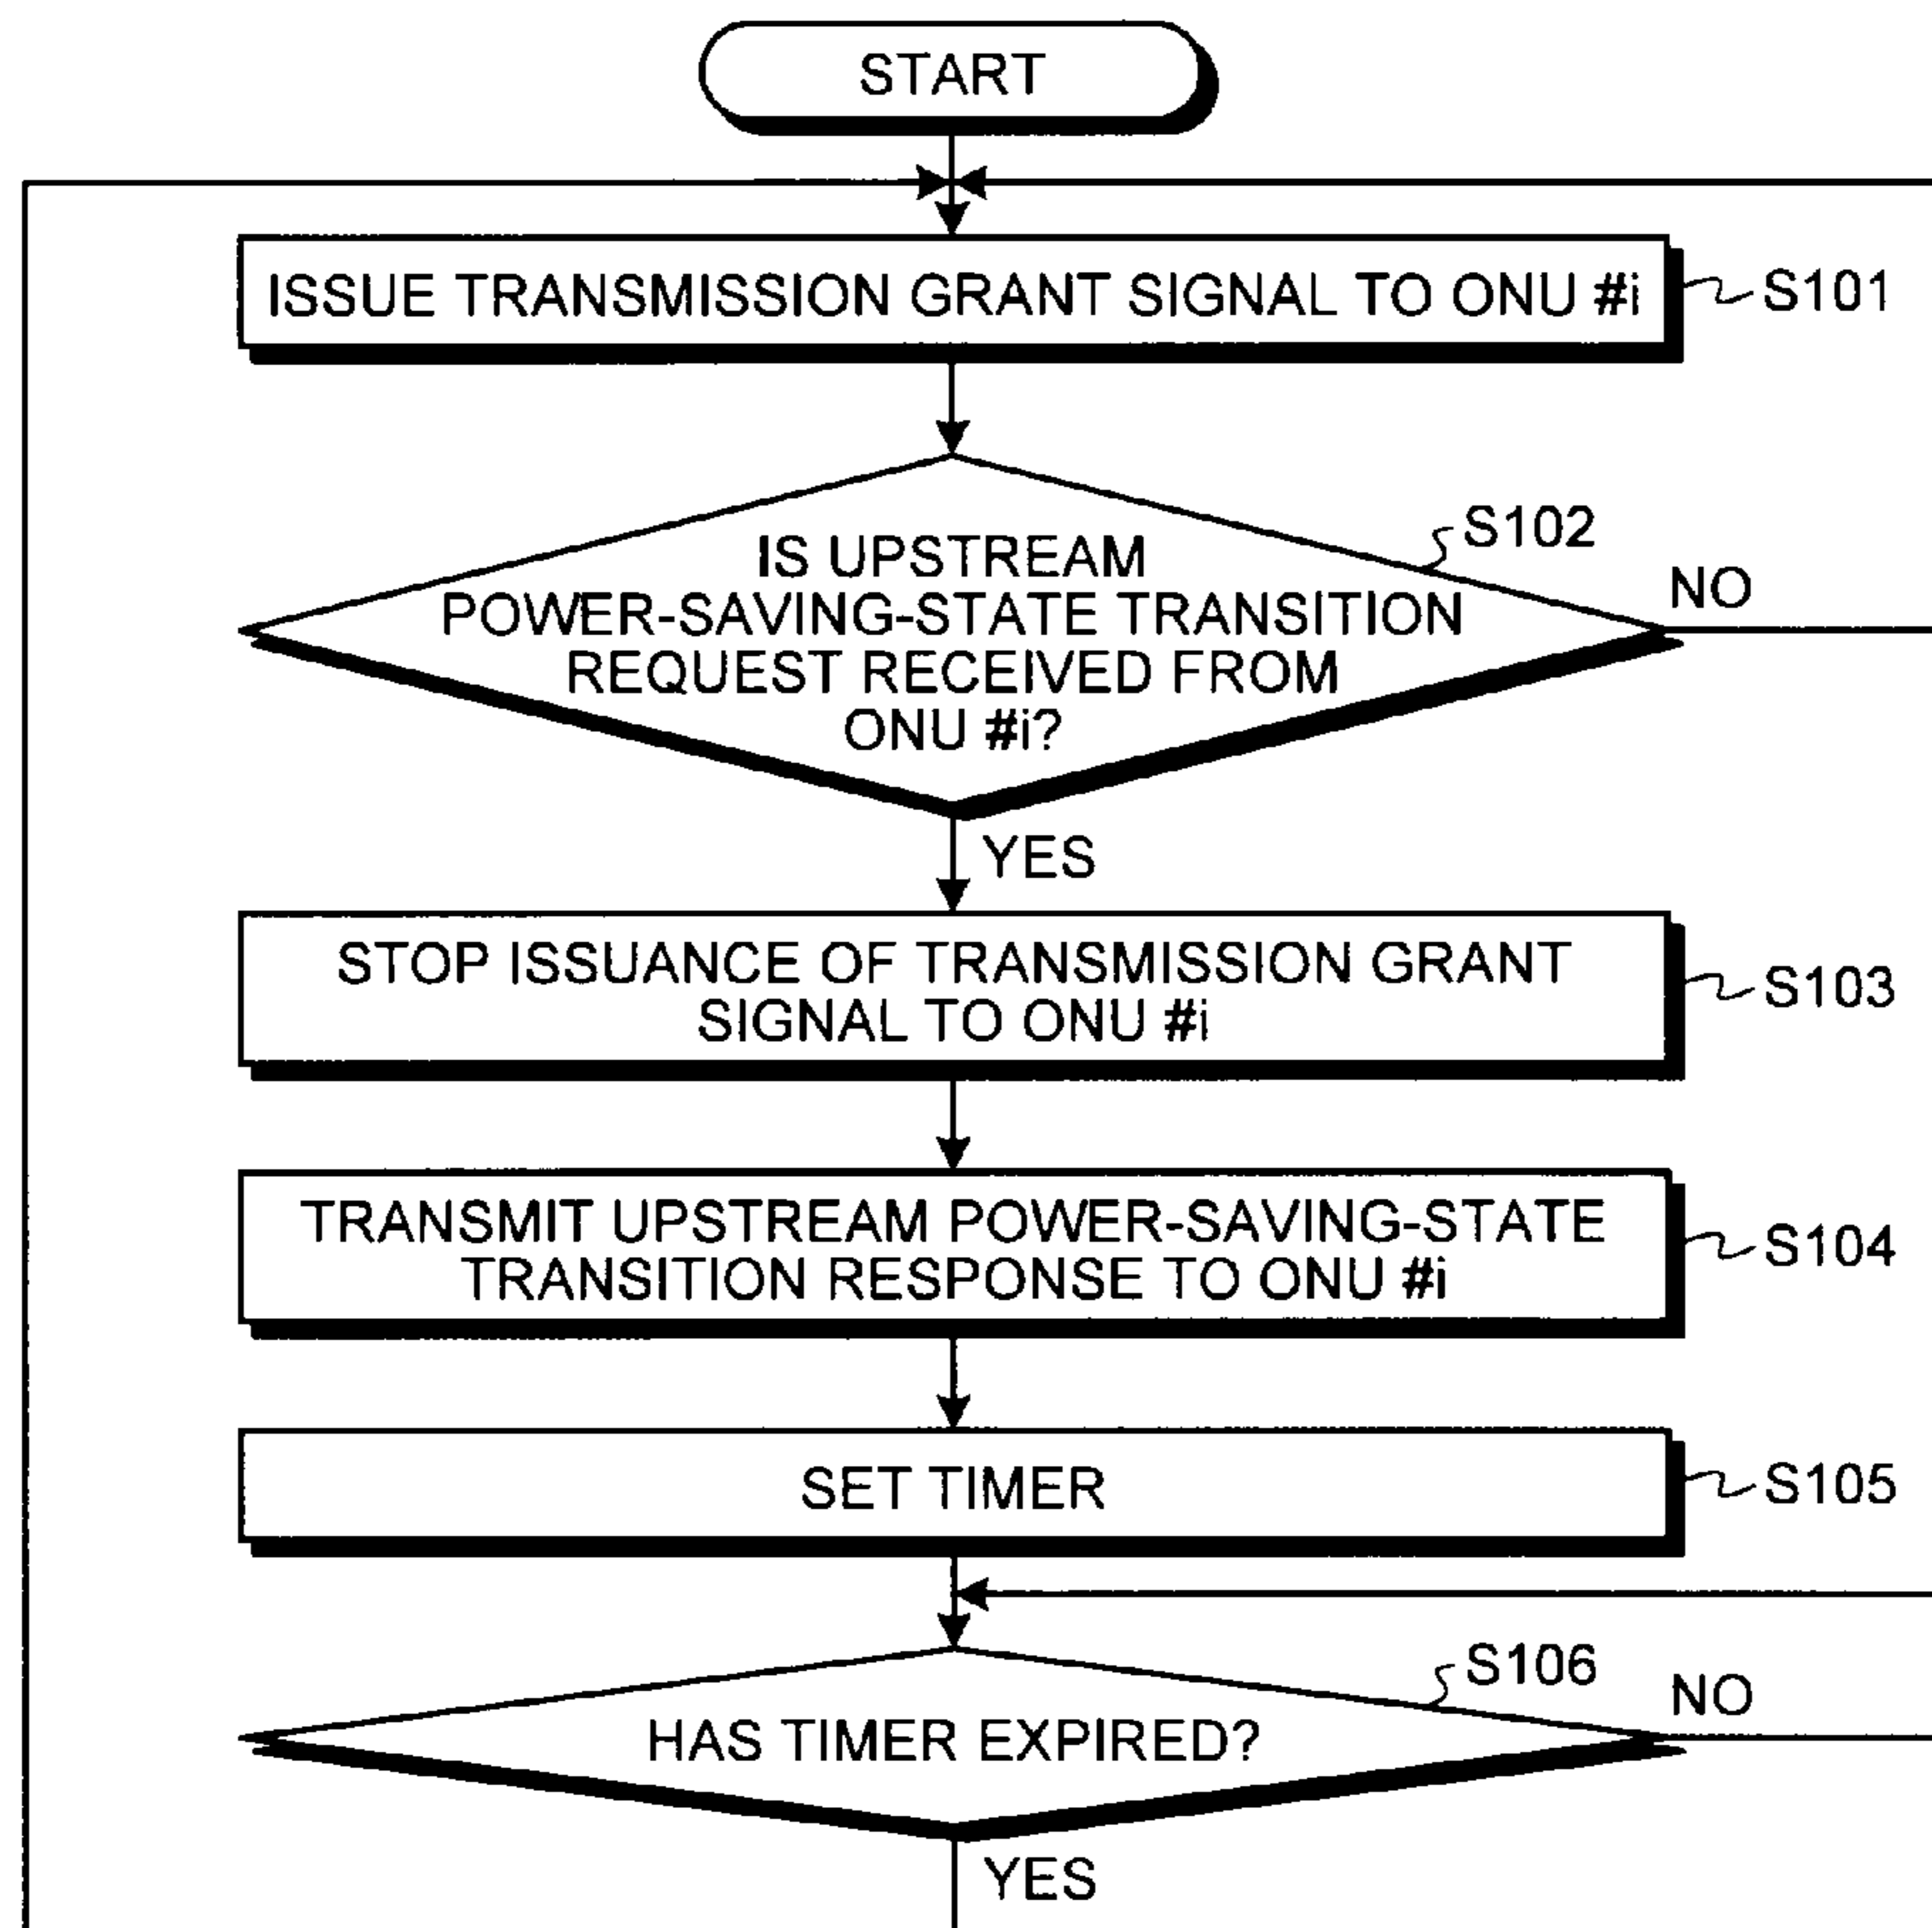 START
ISSUE TRANSMISSION GRANT SIGNAL TO ONU #i
S101
S102
IS UPSTREAM
POWER-SAVING-STATE TRANSITION
REQUEST RECEIVED FROM
ONU #i?
NO
YES
STOP ISSUANCE OF TRANSMISSION GRANT
SIGNAL TO ONU #i
S103
TRANSMIT UPSTREAM POWER-SAVING-STATE
TRANSITION RESPONSE TO ONU #i
S104
SET TIMER
S105
S106
HAS TIMER EXPIRED?
NO
YES